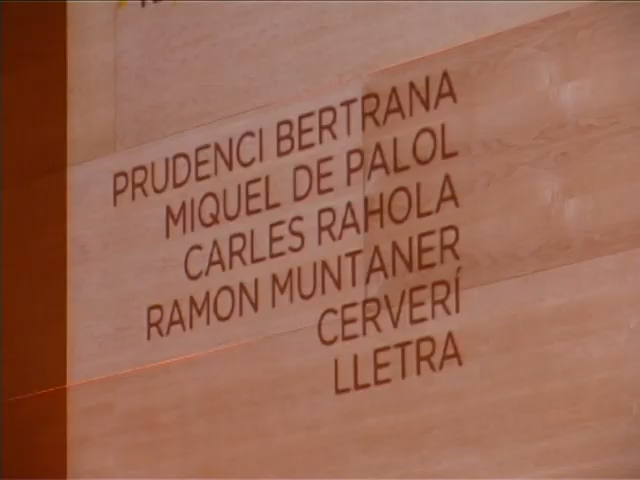 PRUDENCI BERTRANA
MIQUEL DE PALOL
CARLES RAHOLA
RAMON MUNTANER
CERVERÍ
LLETRA